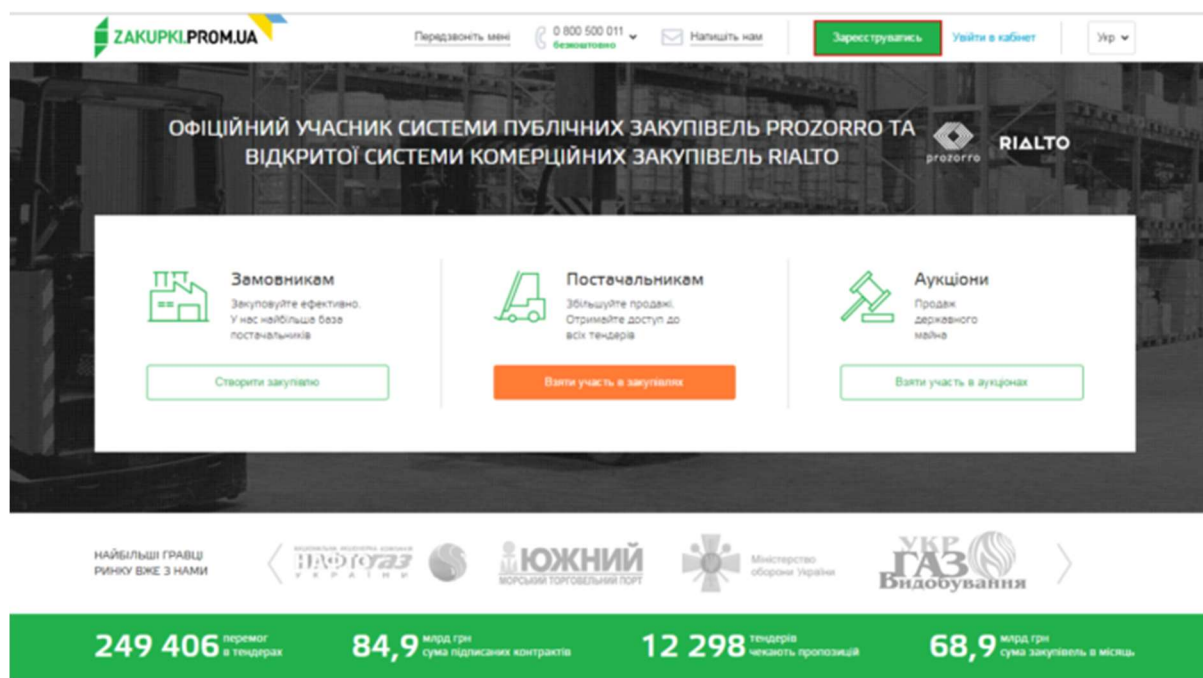 ZAKUPKI.PROM.UA
Передзвоніть мені
0 800 500 011
безкоштовно
Напишіть нам
Зареєструватись
Увійти в кабінет
Укр
ОФІЦІЙНИЙ УЧАСНИК СИСТЕМИ ПУБЛІЧНИХ ЗАКУПІВЕЛЬ PROZORRO ТА
ВІДКРИТОЇ СИСТЕМИ КОМЕРЦІЙНИХ ЗАКУПІВЕЛЬ RIALTO
prozorro
RIALTO
Замовникам
Закуповуйте ефективно.
У нас найбільша база
постачальників
Створити закупівлю
Постачальникам
Збільшуйте продажі.
Отримайте доступ до
всіх тендерів
Взяти участь в закупівлях
Аукціони
Продаж
державного
майна
Взяти участь в аукціонах
НАЙБІЛЬШІ ГРАВЦІ
РИНКУ ВЖЕ З НАМИ
НАФТОГАЗ
УКРАЇНИ
ЮЖНИЙ
МОРСЬКИЙ ТОРГОВЕЛЬНИЙ ПОРТ
Міністерство
оборони України
УКР
ГАЗ
Видобування
249 406 перемог
в тендерах
84,9 млрд грн
сума підписаних контрактів
12 298 тендерів
чекають пропозицій
68,9 млрд грн
сума закупівель в місяць